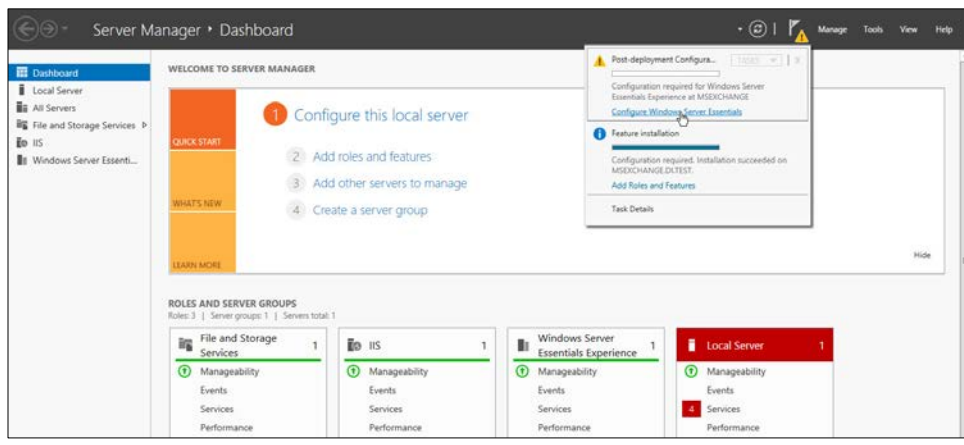 Server Manager ‣ Dashboard
Manage Tools View Help
Dashboard
Local Server
All Servers
File and Storage Services
IIS
Windows Server Essenti...
WELCOME TO SERVER MANAGER
QUICK START
WHAT'S NEW
LEARN MORE
1 Configure this local server
2 Add roles and features
3 Add other servers to manage
4 Create a server group
Hide
Post-deployment Configura... TASKS X
Configuration required for Windows Server
Essentials Experience at MSEXCHANGE
Configure Windows Server Essentials
Feature installation
Configuration required. Installation succeeded on
MSEXCHANGE.DLTEST.
Add Roles and Features
Task Details
ROLES AND SERVER GROUPS
Roles: 3 | Server groups: 1 | Servers total: 1
File and Storage
Services
1
Manageability
Events
Services
Performance
IIS 1
Manageability
Events
Services
Performance
Windows Server
Essentials Experience
1
Manageability
Events
Services
Performance
Local Server 1
Manageability
Events
4 Services
Performance